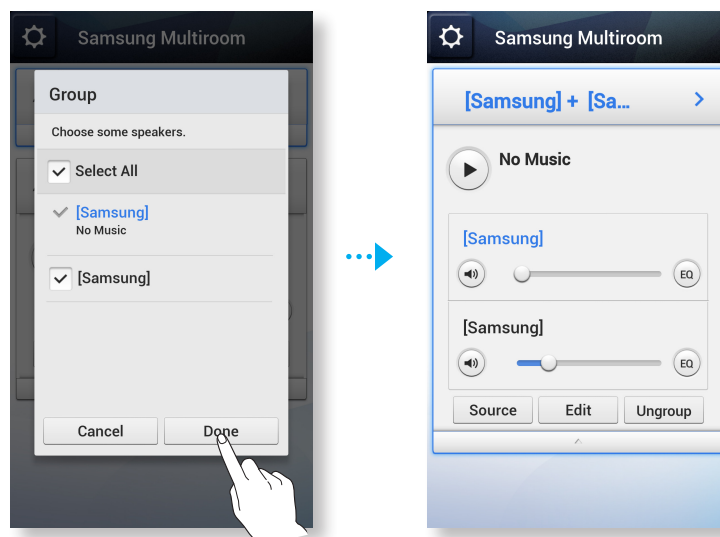 Samsung Multiroom
Group
Choose some speakers.
Select All
[Samsung]
No Music
[Samsung]
Cancel
Done
Samsung Multiroom
[Samsung] + [Sa...
No Music
[Samsung]
EQ
[Samsung]
EQ
Source
Edit
Ungroup